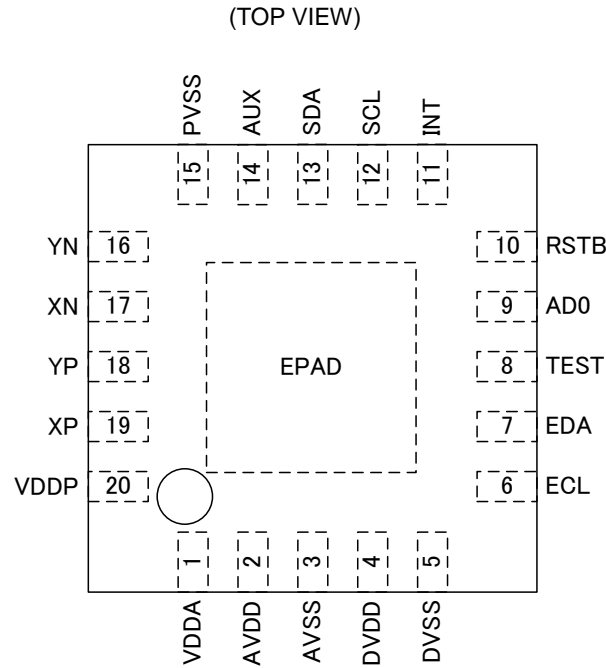 (TOP VIEW)
PVSS AUX SDA SCL INT
15 14 13 12 11
YN 16 10 RSTB
XN 17 9 AD0
YP 18 EPAD 8 TEST
XP 19 7 EDA
VDDP 20 6 ECL
1 2 3 4 5
VDDA AVDD AVSS DVDD DVSS